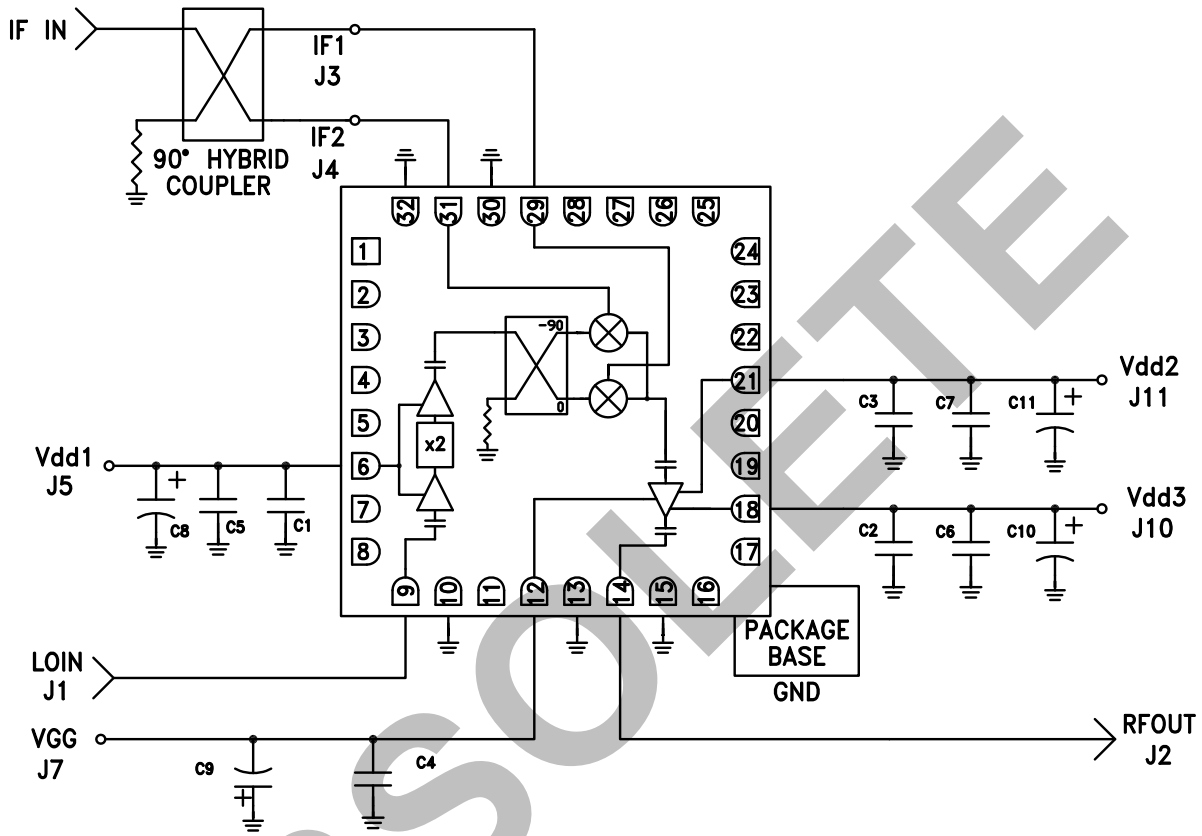 IF IN
IF1
J3
IF2
J4
90° HYBRID
COUPLER
32
31
30
29
28
27
26
25
1
2
3
4
5
6
7
8
24
23
22
21
20
19
18
17
-90
0
x2
9
10
11
12
13
14
15
16
Vdd1
J5
C8
+
C5
C1
Vdd2
J11
C3
C7
C11
+
Vdd3
J10
C2
C6
C10
+
PACKAGE
BASE
GND
LOIN
J1
VGG
J7
C9
+
C4
RFOUT
J2
OBSOLETE